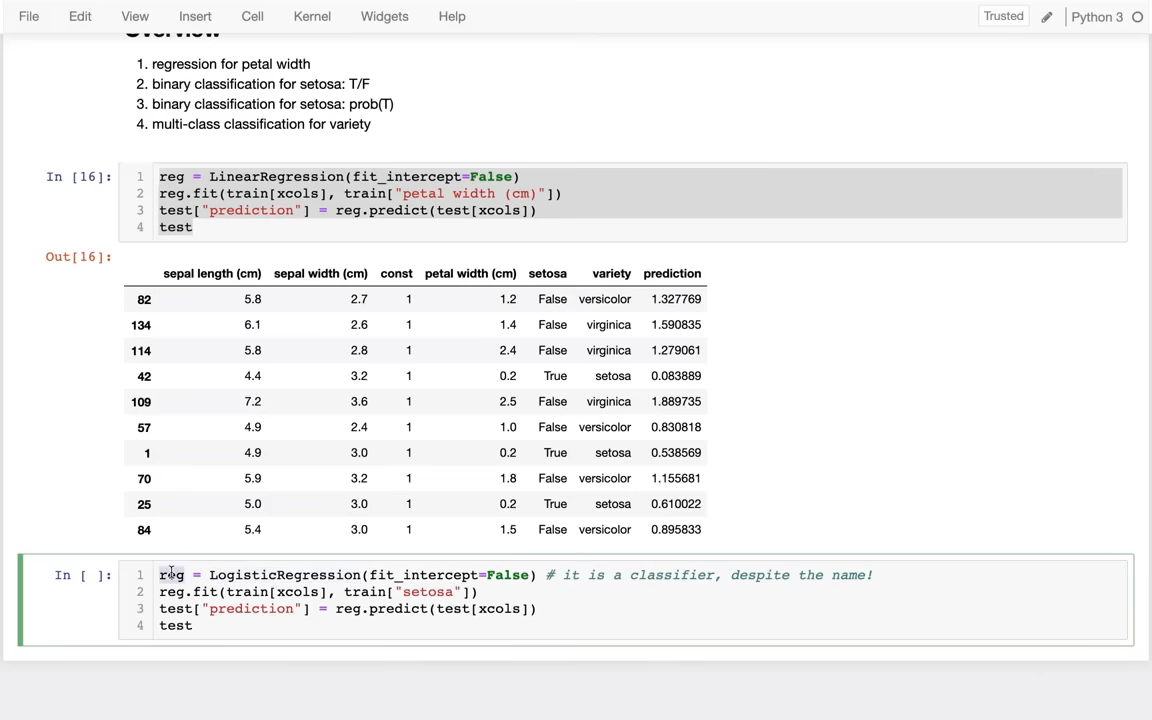 File Edit View Insert Cell Kernel Widgets Help Trusted Python 3
Overview
1. regression for petal width
2. binary classification for setosa: T/F
3. binary classification for setosa: prob(T)
4. multi-class classification for variety
In [16]: 1 reg = LinearRegression(fit_intercept=False)
2 reg.fit(train[xcols], train["petal width (cm)"])
3 test["prediction"] = reg.predict(test[xcols])
4 test
Out[16]:
sepal length (cm) sepal width (cm) const petal width (cm) setosa variety prediction
82 5.8 2.7 1 1.2 False versicolor 1.327769
134 6.1 2.6 1 1.4 False virginica 1.590835
114 5.8 2.8 1 2.4 False virginica 1.279061
42 4.4 3.2 1 0.2 True setosa 0.083889
109 7.2 3.6 1 2.5 False virginica 1.889735
57 4.9 2.4 1 1.0 False versicolor 0.830818
1 4.9 3.0 1 0.2 True setosa 0.538569
70 5.9 3.2 1 1.8 False versicolor 1.155681
25 5.0 3.0 1 0.2 True setosa 0.610022
84 5.4 3.0 1 1.5 False versicolor 0.895833
In [ ]: 1 reg = LogisticRegression(fit_intercept=False) # it is a classifier, despite the name!
2 reg.fit(train[xcols], train["setosa"])
3 test["prediction"] = reg.predict(test[xcols])
4 test